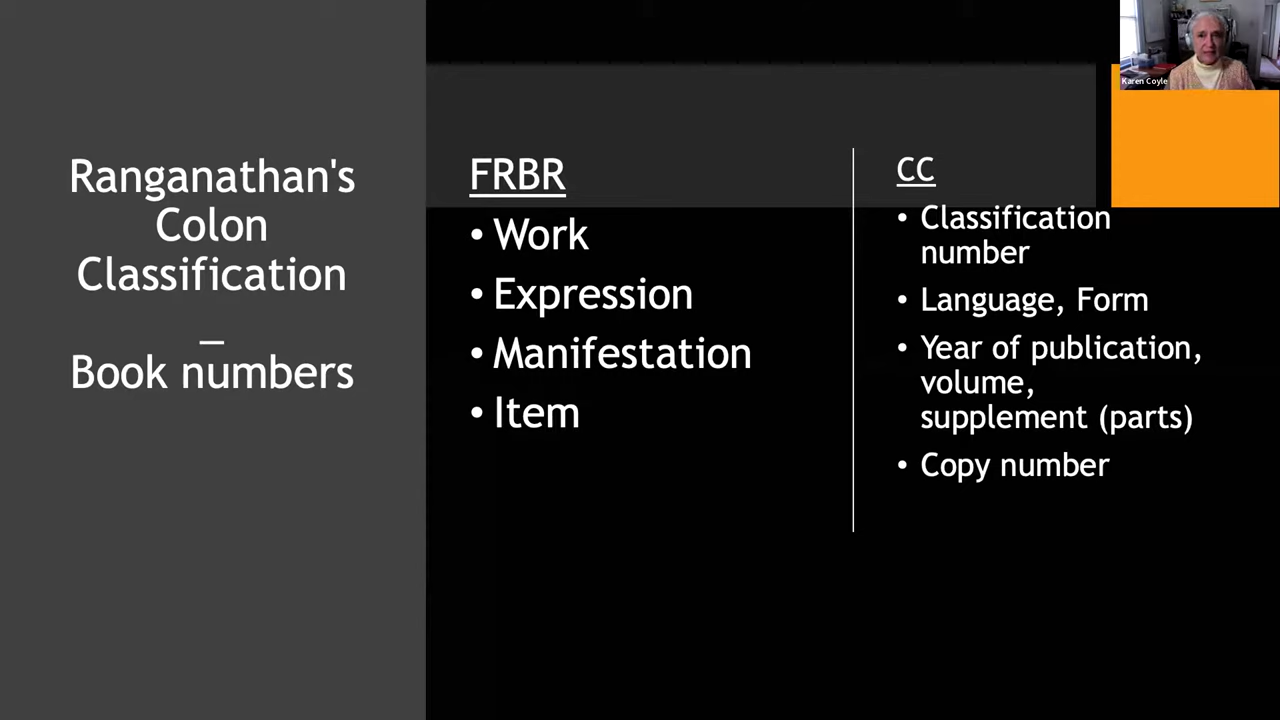 Ranganathan's
Colon
Classification
–
Book numbers
FRBR
• Work
• Expression
• Manifestation
• Item
CC
• Classification
number
• Language, Form
• Year of publication,
volume,
supplement (parts)
• Copy number
Karen Coyle